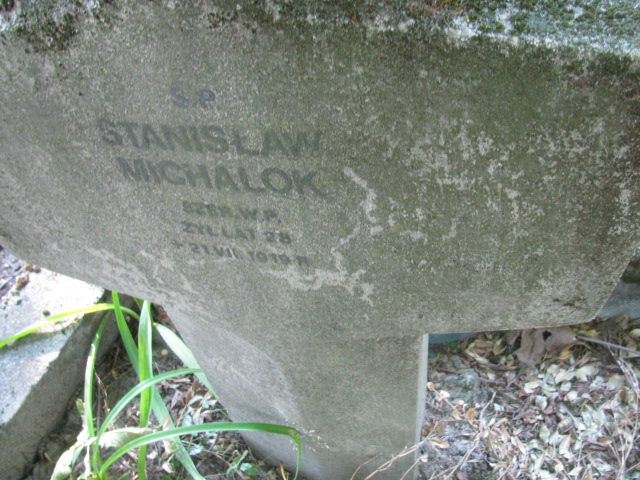 Ś P
STANISŁAW
MICHALOK
SZER. W.P.
ŻYŁ LAT 28
+ 21 VII 1919 R